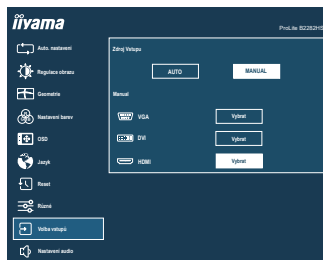 iiyama
ProLite B2282HS
Auto. nastavení
Regulace obrazu
Geometrie
Nastavení barev
OSD
Jazyk
Reset
Různé
Volba vstupů
Nastavení audio
Zdroj Vstupu
AUTO
MANUAL
Manual
VGA
Vybrat
DVI
Vybrat
HDMI
Vybrat